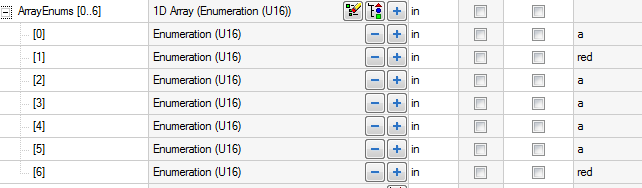 ArrayEnums [0..6] 1D Array (Enumeration (U16)) in
[0] Enumeration (U16) in a
[1] Enumeration (U16) in red
[2] Enumeration (U16) in a
[3] Enumeration (U16) in a
[4] Enumeration (U16) in a
[5] Enumeration (U16) in a
[6] Enumeration (U16) in red